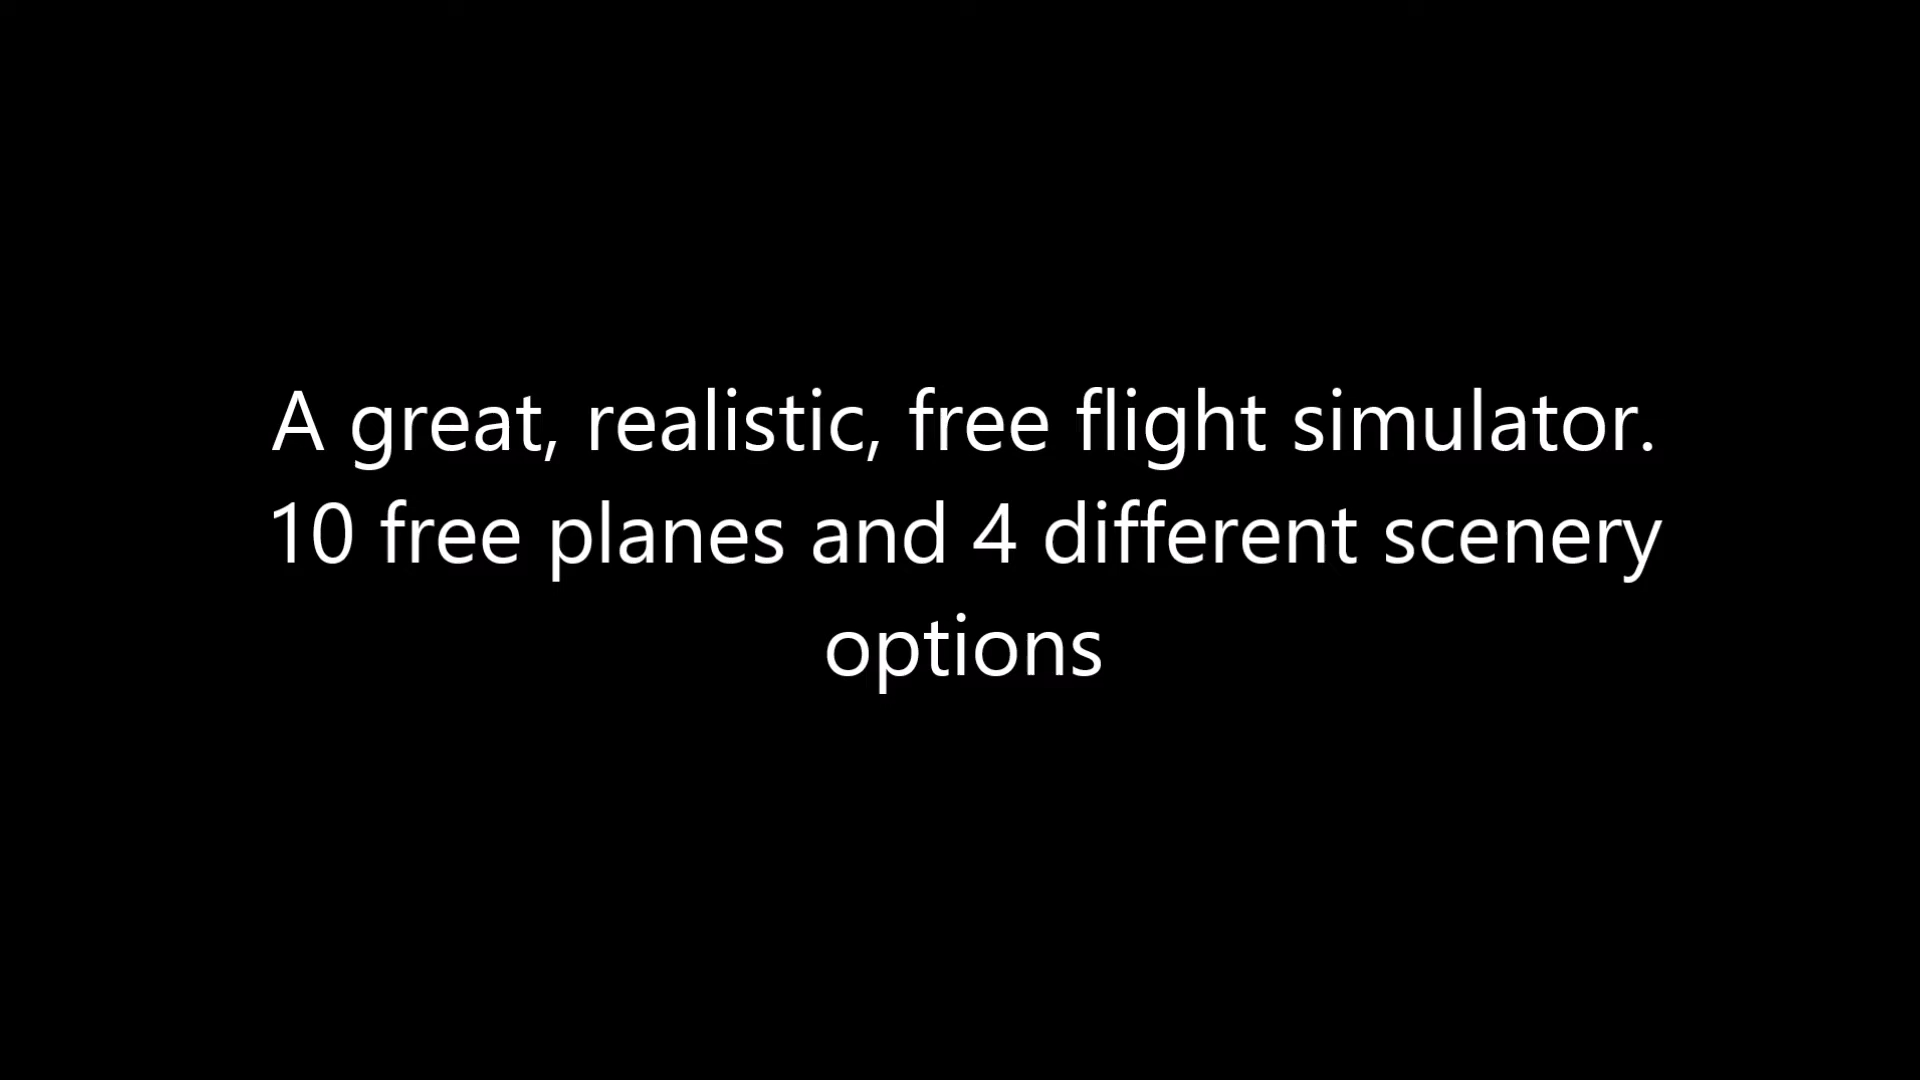 A great, realistic, free flight simulator.
10 free planes and 4 different scenery
options